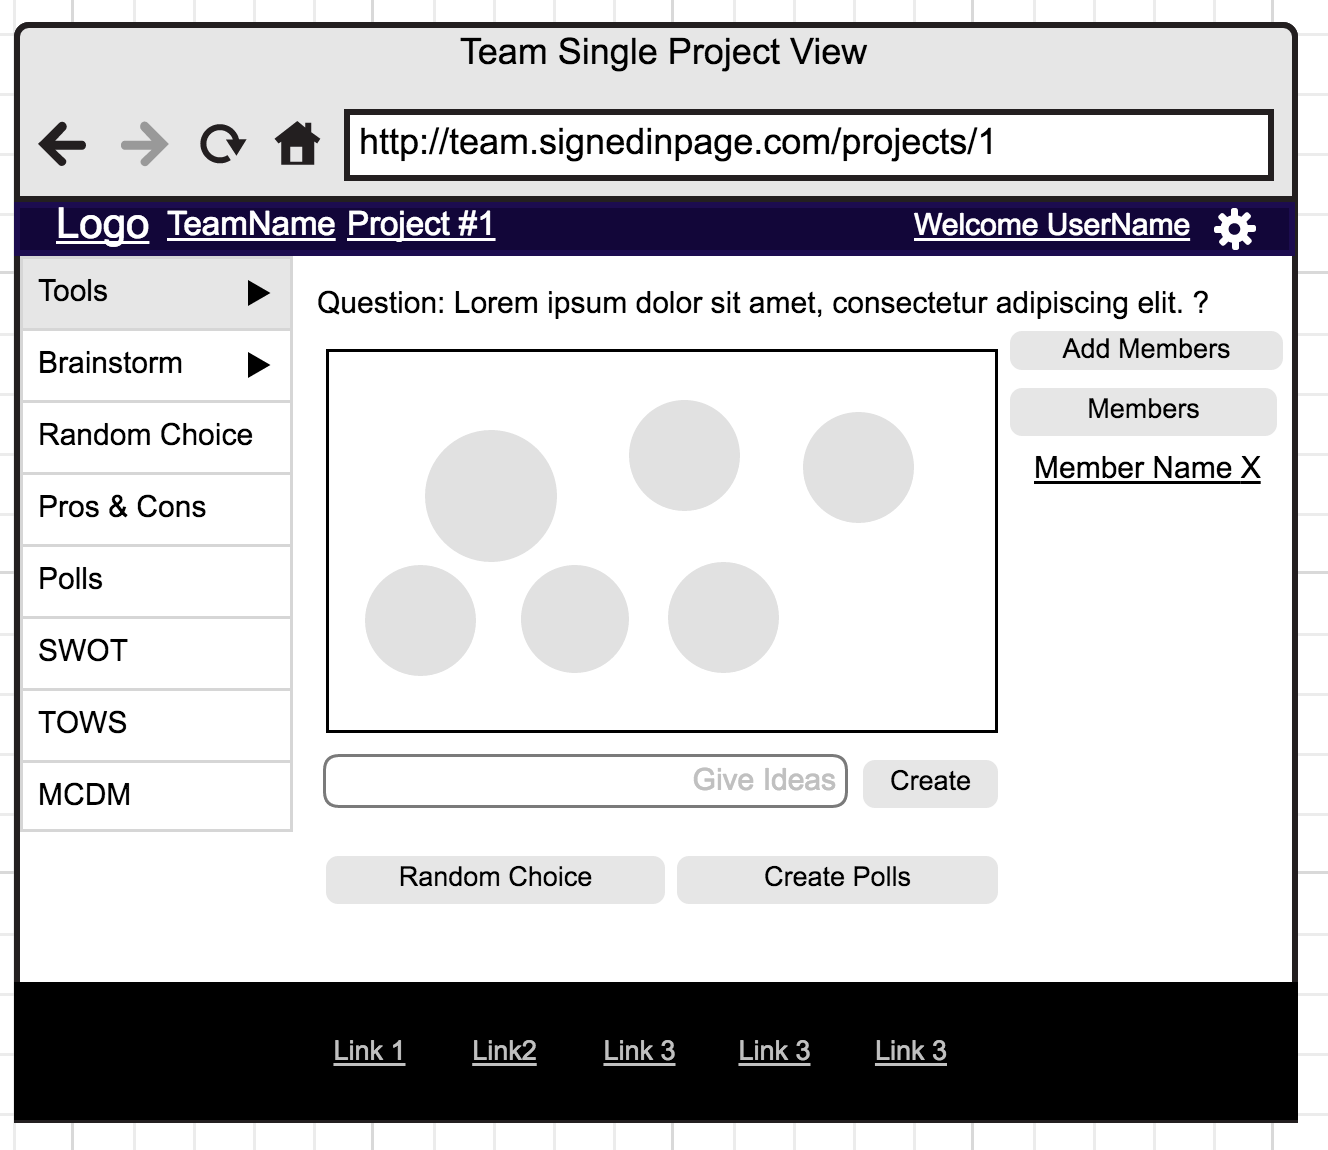 Team Single Project View
http://team.signedinpage.com/projects/1
Logo TeamName Project #1 Welcome UserName
Tools
Brainstorm
Random Choice
Pros & Cons
Polls
SWOT
TOWS
MCDM
Question: Lorem ipsum dolor sit amet, consectetur adipiscing elit. ?
Add Members
Members
Member Name X
Give Ideas
Create
Random Choice
Create Polls
Link 1 Link2 Link 3 Link 3 Link 3